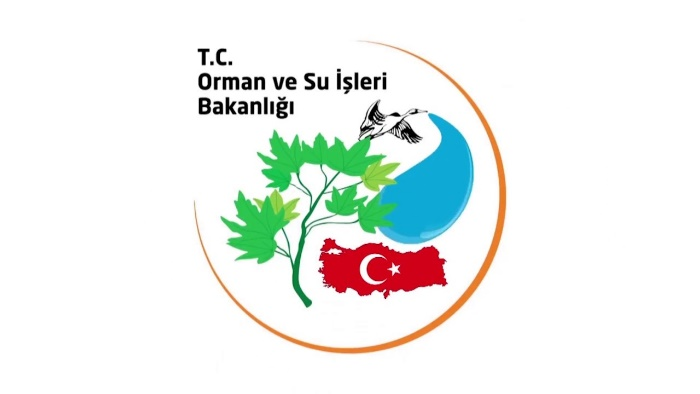 T.C.
Orman ve Su İşleri
Bakanlığı